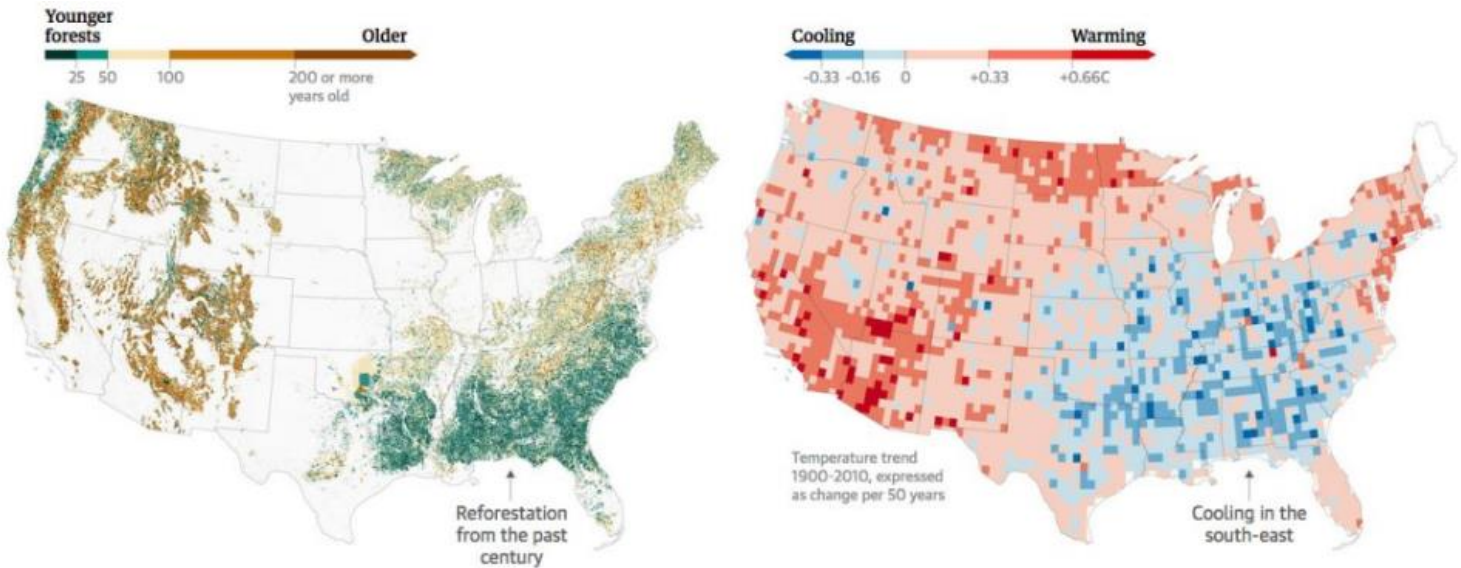 Younger
forests
Older
25 50 100 200 or more
years old
Reforestation
from the past
century
Cooling
Warming
-0.33 -0.16 0 +0.33 +0.66C
Temperature trend
1900-2010, expressed
as change per 50 years
Cooling in the
south-east